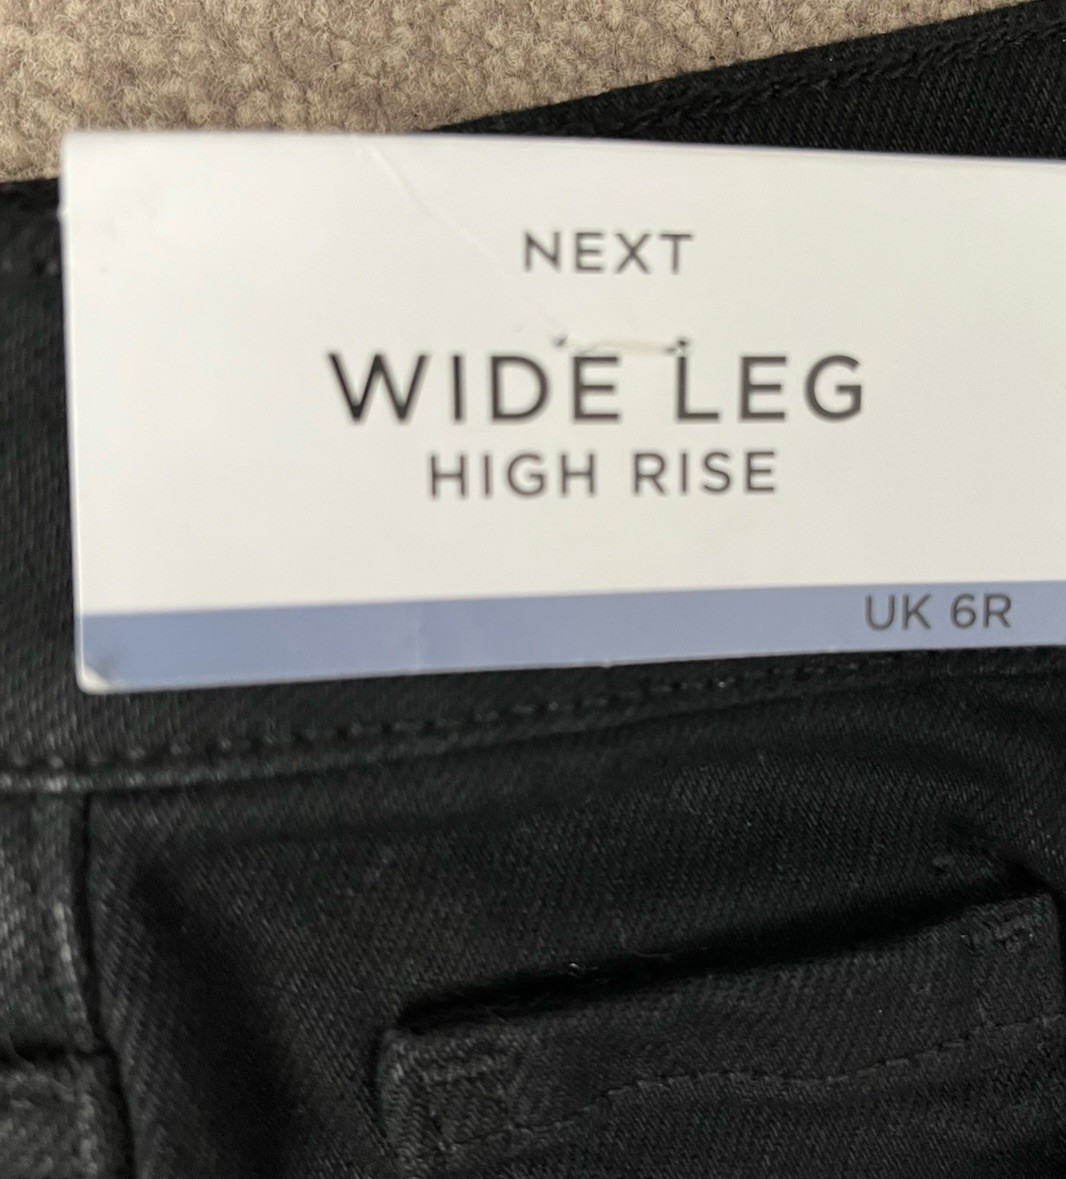 NEXT
WIDE LEG
HIGH RISE
UK 6R